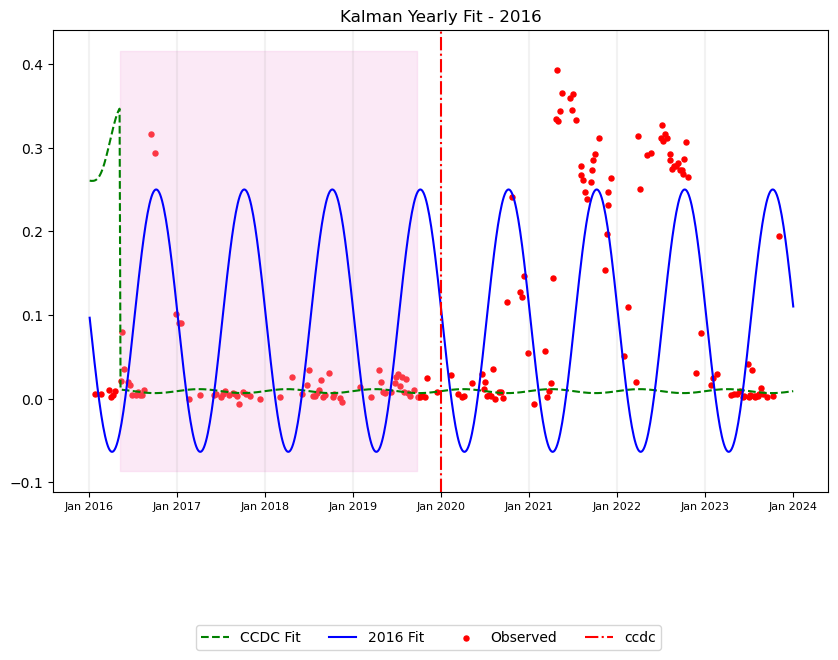 Kalman Yearly Fit - 2016
0.4
0.3
0.2
0.1
0.0
−0.1
Jan 2016 Jan 2017 Jan 2018 Jan 2019 Jan 2020 Jan 2021 Jan 2022 Jan 2023 Jan 2024
CCDC Fit 2016 Fit Observed ccdc